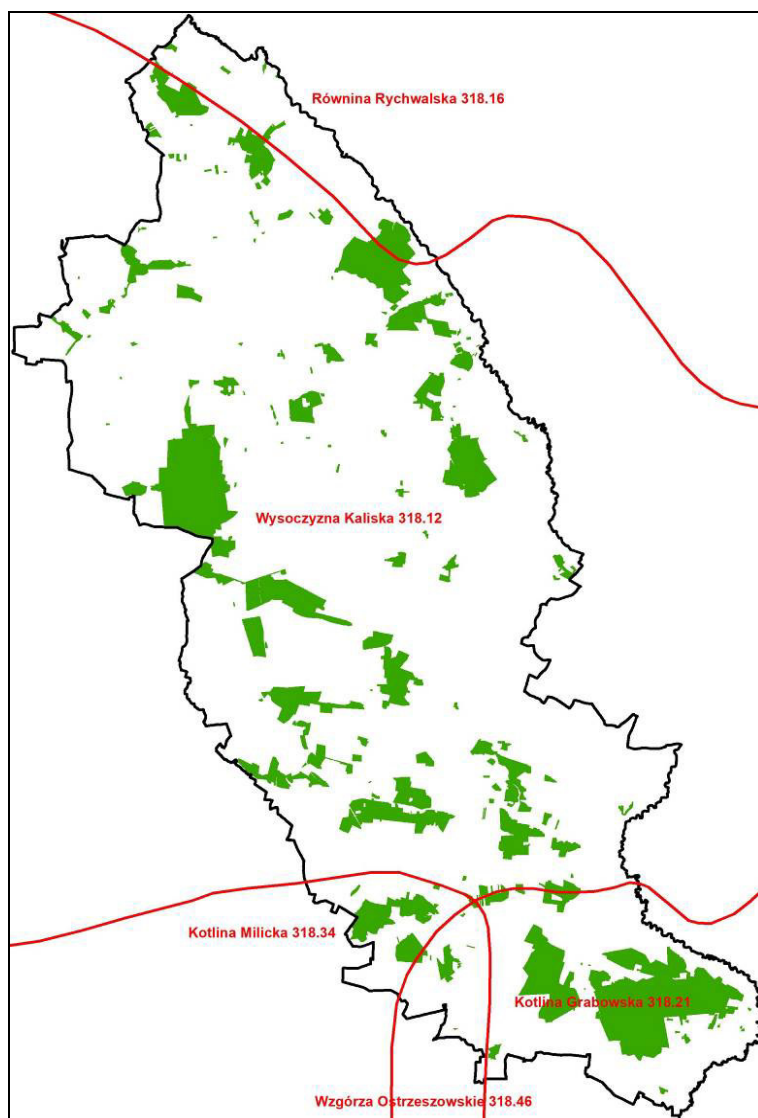 Równina Rychwalska 318.16
Wysoczyzna Kaliska 318.12
Kotlina Milicka 318.34
Kotlina Grabowska 318.21
Wzgórza Ostrzeszowskie 318.46